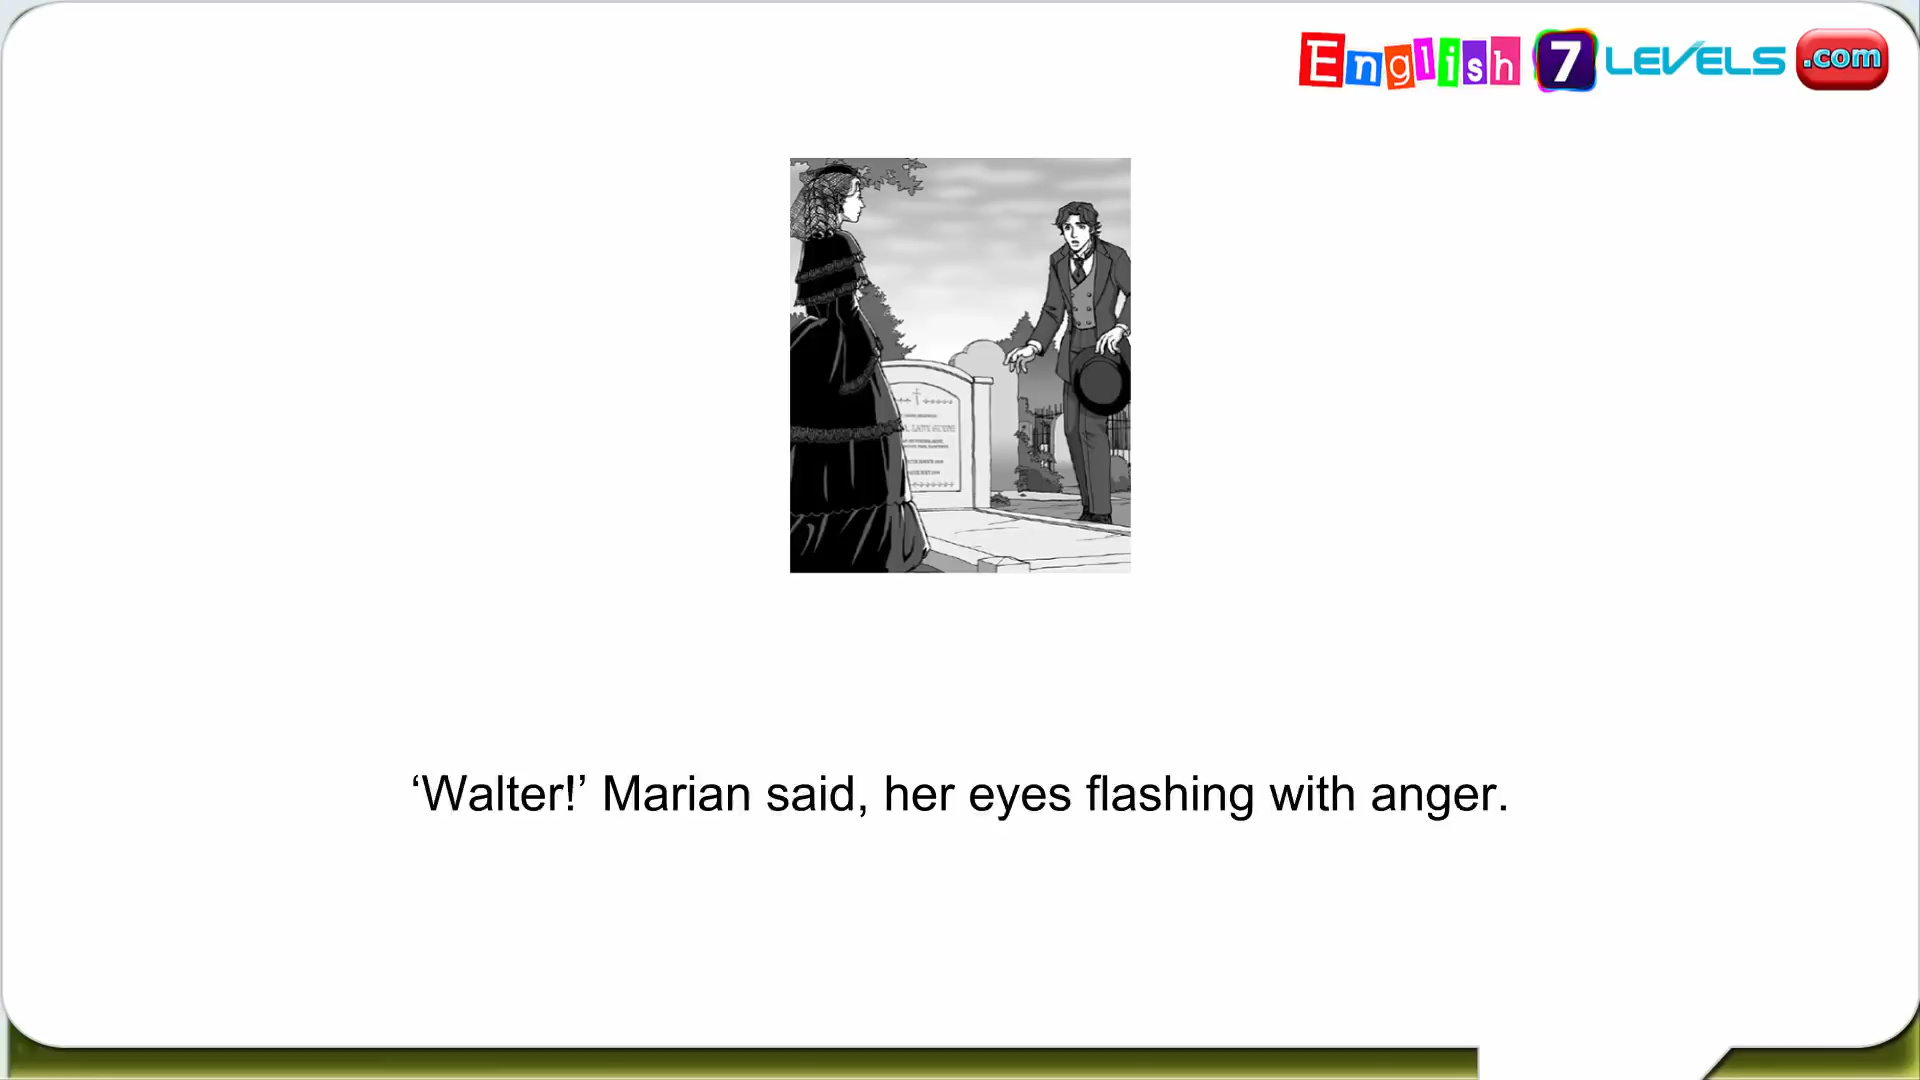 English 7 LEVELS .com
‘Walter!’ Marian said, her eyes flashing with anger.